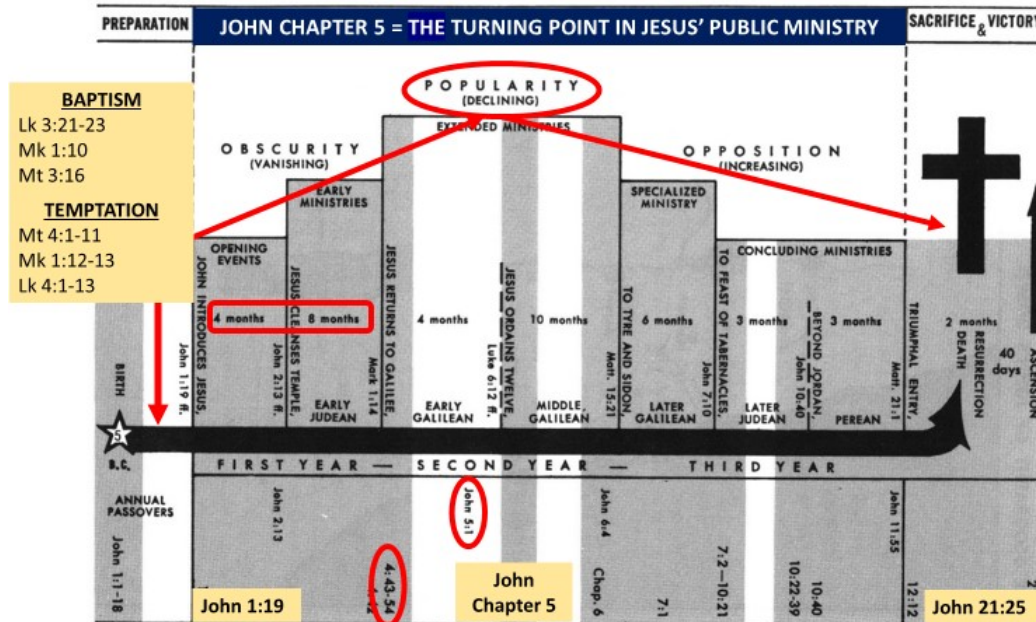 PREPARATION
JOHN CHAPTER 5 = THE TURNING POINT IN JESUS' PUBLIC MINISTRY
SACRIFICE & VICTORY
BAPTISM
Lk 3:21-23
Mk 1:10
Mt 3:16
TEMPTATION
Mt 4:1-11
Mk 1:12-13
Lk 4:1-13
POPULARITY
(DECLINING)
EXTENDED MINISTRIES
OBSCURITY
(VANISHING)
OPPOSITION
(INCREASING)
EARLY
MINISTRIES
SPECIALIZED
MINISTRY
OPENING
EVENTS
CONCLUDING MINISTRIES
JOHN INTRODUCES JESUS,
John 1:19 ff.
4 months
JESUS CLEANSES TEMPLE,
John 2:13 ff.
8 months
JESUS RETURNS TO GALILEE,
Mark 1:14
4 months
JESUS ORDAINS TWELVE,
Luke 6:12 ff.
10 months
TO TYRE AND SIDON,
Matt. 15:21
6 months
TO FEAST OF TABERNACLES,
John 7:10
3 months
BEYOND JORDAN,
John 10:40
3 months
TRIUMPHAL ENTRY,
Matt. 21:1
2 months
DEATH
RESURRECTION
40
days
BIRTH
EARLY
JUDEAN
EARLY
GALILEAN
MIDDLE
GALILEAN
LATER
GALILEAN
LATER
JUDEAN
PEREAN
5
B.C.
FIRST YEAR — SECOND YEAR — THIRD YEAR
ANNUAL
PASSOVERS
John 2:13
John 5:1
John 6:4
John 11:55
John 1:1-18
John 1:19
4:43-54
John
Chapter 5
Chap. 6
7:1
7:2—10:21
10:22-39
10:40
12:12
John 21:25